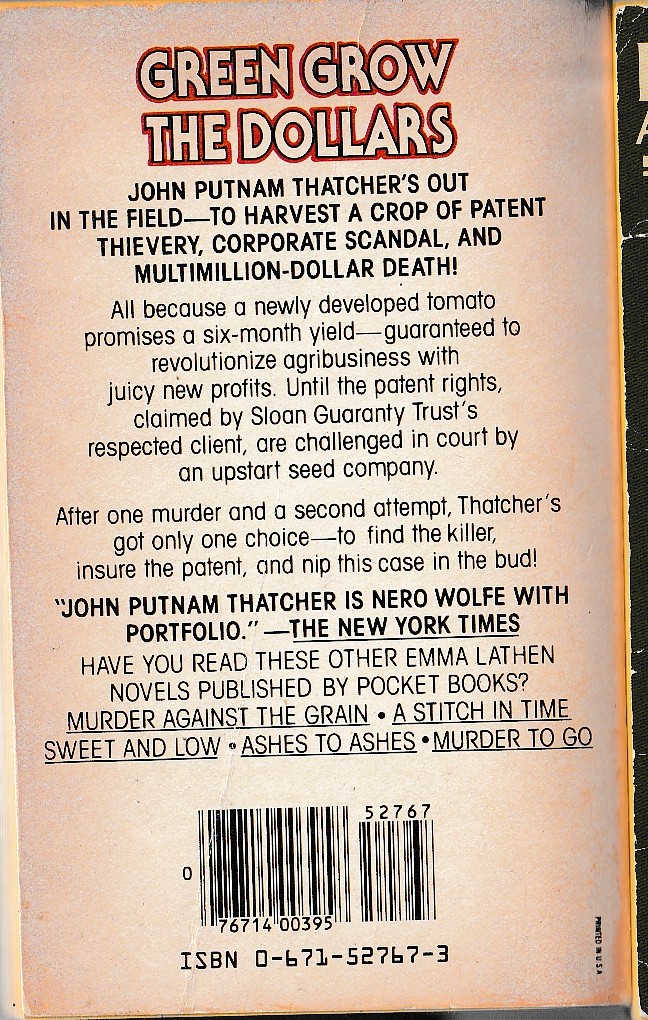 GREEN GROW
THE DOLLARS
JOHN PUTNAM THATCHER'S OUT
IN THE FIELD—TO HARVEST A CROP OF PATENT
THIEVERY, CORPORATE SCANDAL, AND
MULTIMILLION-DOLLAR DEATH!
All because a newly developed tomato
promises a six-month yield—guaranteed to
revolutionize agribusiness with
juicy new profits. Until the patent rights,
claimed by Sloan Guaranty Trust's
respected client, are challenged in court by
an upstart seed company.
After one murder and a second attempt, Thatcher's
got only one choice—to find the killer,
insure the patent, and nip this case in the bud!
"JOHN PUTNAM THATCHER IS NERO WOLFE WITH
PORTFOLIO." —THE NEW YORK TIMES
HAVE YOU READ THESE OTHER EMMA LATHEN
NOVELS PUBLISHED BY POCKET BOOKS?
MURDER AGAINST THE GRAIN • A STITCH IN TIME
SWEET AND LOW • ASHES TO ASHES • MURDER TO GO
52767
0
76714 00395
ISBN 0-671-52767-3
PRINTED IN U.S.A.